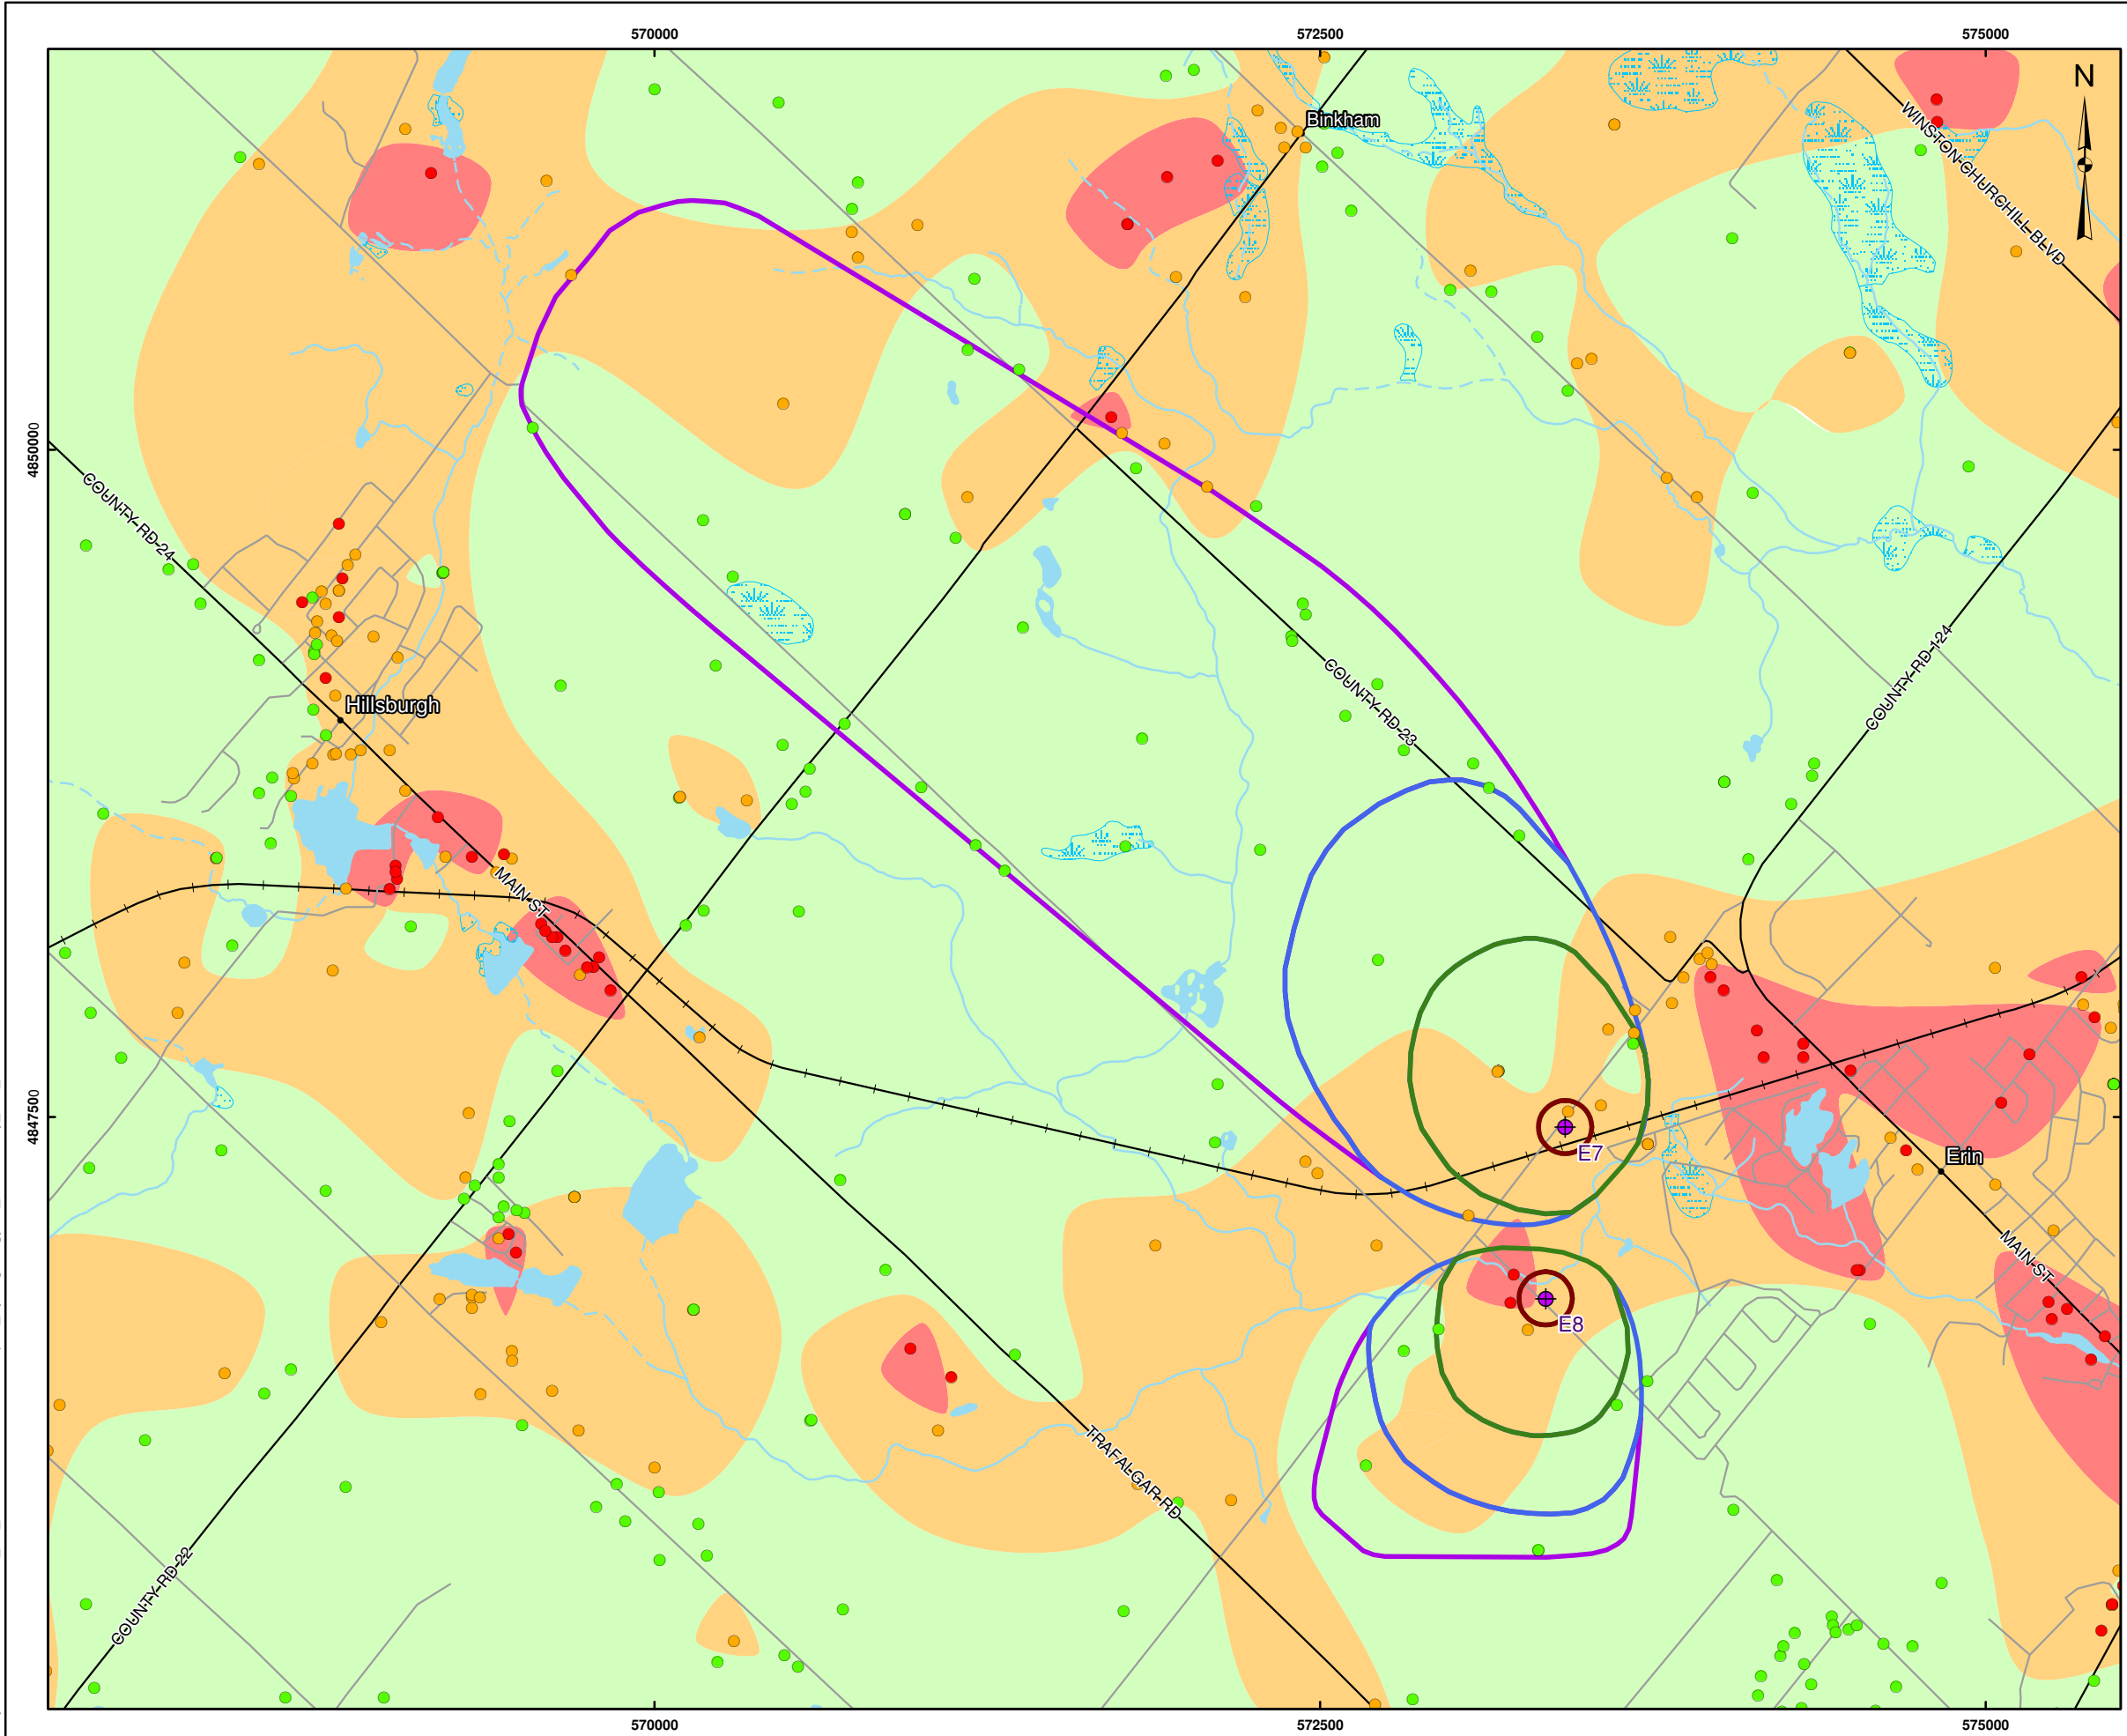 570000
572500
575000
N
Binkham
WINSTON CHURCHILL BLVD
4850000
COUNTY RD 24
COUNTY RD 124
COUNTY RD 23
Hillsburgh
MAIN ST
4847500
E7
Erin
MAIN ST
E8
TRAFALGAR RD
COUNTY RD 22
570000
572500
575000